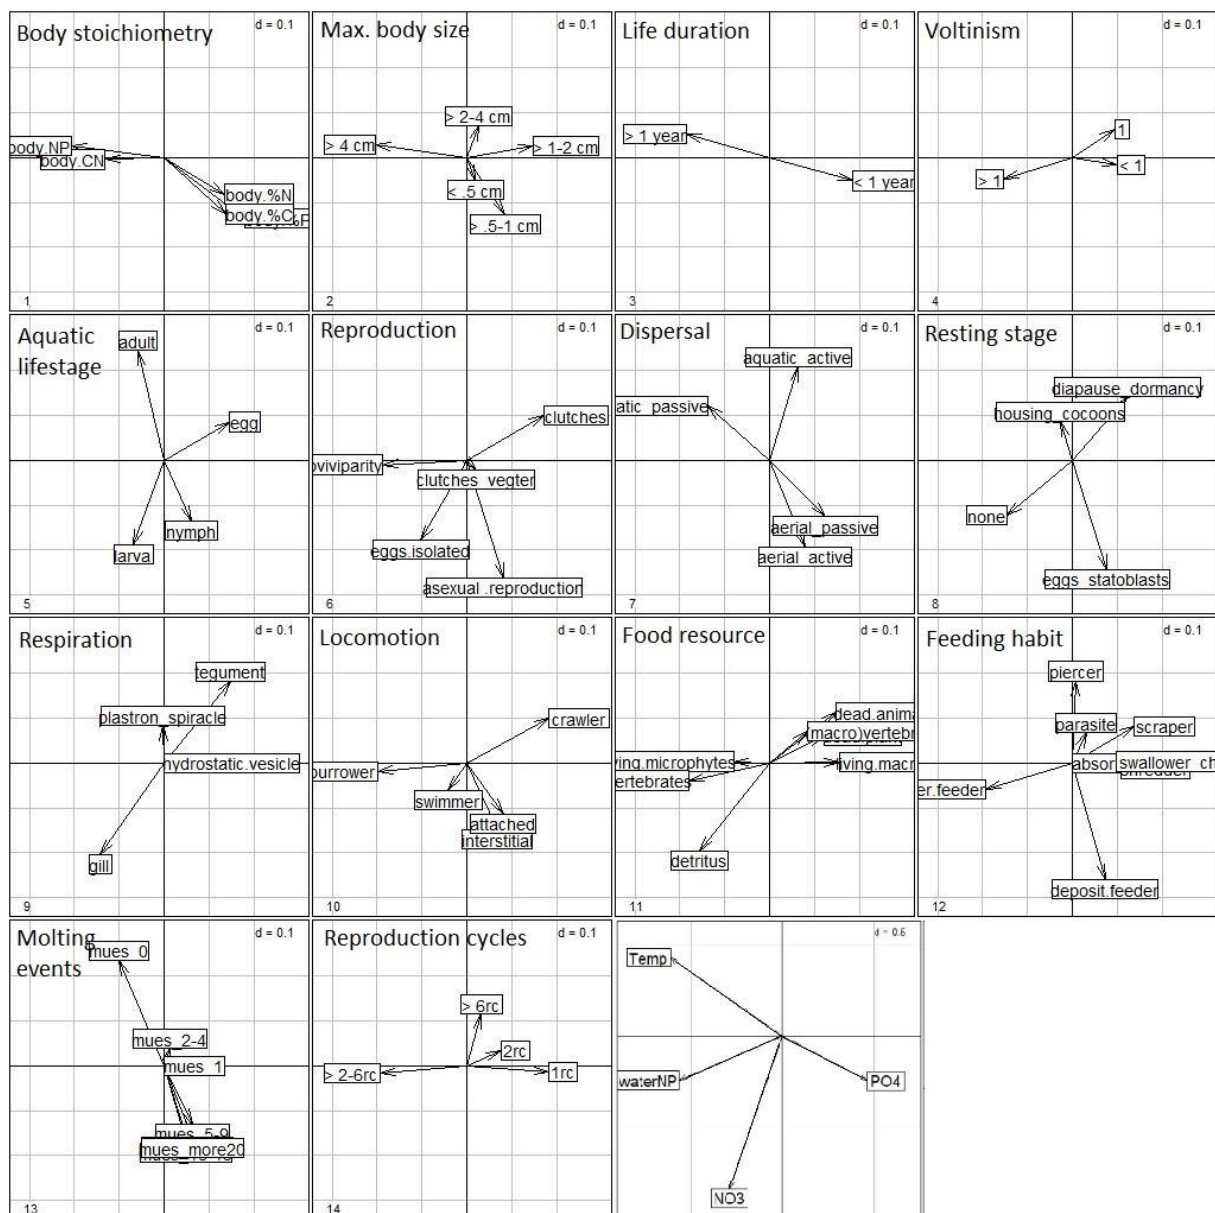 Body stoichiometry
d = 0.1
body.NP
body.CN
body.%N
body.%C
1
Max. body size
d = 0.1
> 2-4 cm
> 4 cm
> 1-2 cm
< .5 cm
> .5-1 cm
2
Life duration
d = 0.1
> 1 year
< 1 year
3
Voltinism
d = 0.1
1
< 1
> 1
4
Aquatic
lifestage
d = 0.1
adult
egg
nymph
larva
5
Reproduction
d = 0.1
clutches
oviviparity
clutches_vegter
eggs.isolated
asexual .reproduction
6
Dispersal
d = 0.1
aquatic_active
atic_passive
aerial_passive
aerial_active
7
Resting stage
d = 0.1
diapause_dormancy
housing_cocoons
none
eggs_statoblasts
8
Respiration
d = 0.1
tegument
plastron_spiracle
hydrostatic.vesicle
gill
9
Locomotion
d = 0.1
crawler
burrower
swimmer
attached
interstitial
10
Food resource
d = 0.1
dead.anima
(macro)vertebr
ving.microphytes
living.macr
vertebrates
detritus
11
Feeding habit
d = 0.1
piercer
parasite
scraper
absor
swallower_ch
shredder
er.feeder
deposit.feeder
12
Molting
events
d = 0.1
mues_0
mues_2-4
mues_1
mues_5-9
mues_more20
13
Reproduction cycles
d = 0.1
> 6rc
2rc
> 2-6rc
1rc
14
d = 0.5
Temp
waterNP
PO4
NO3